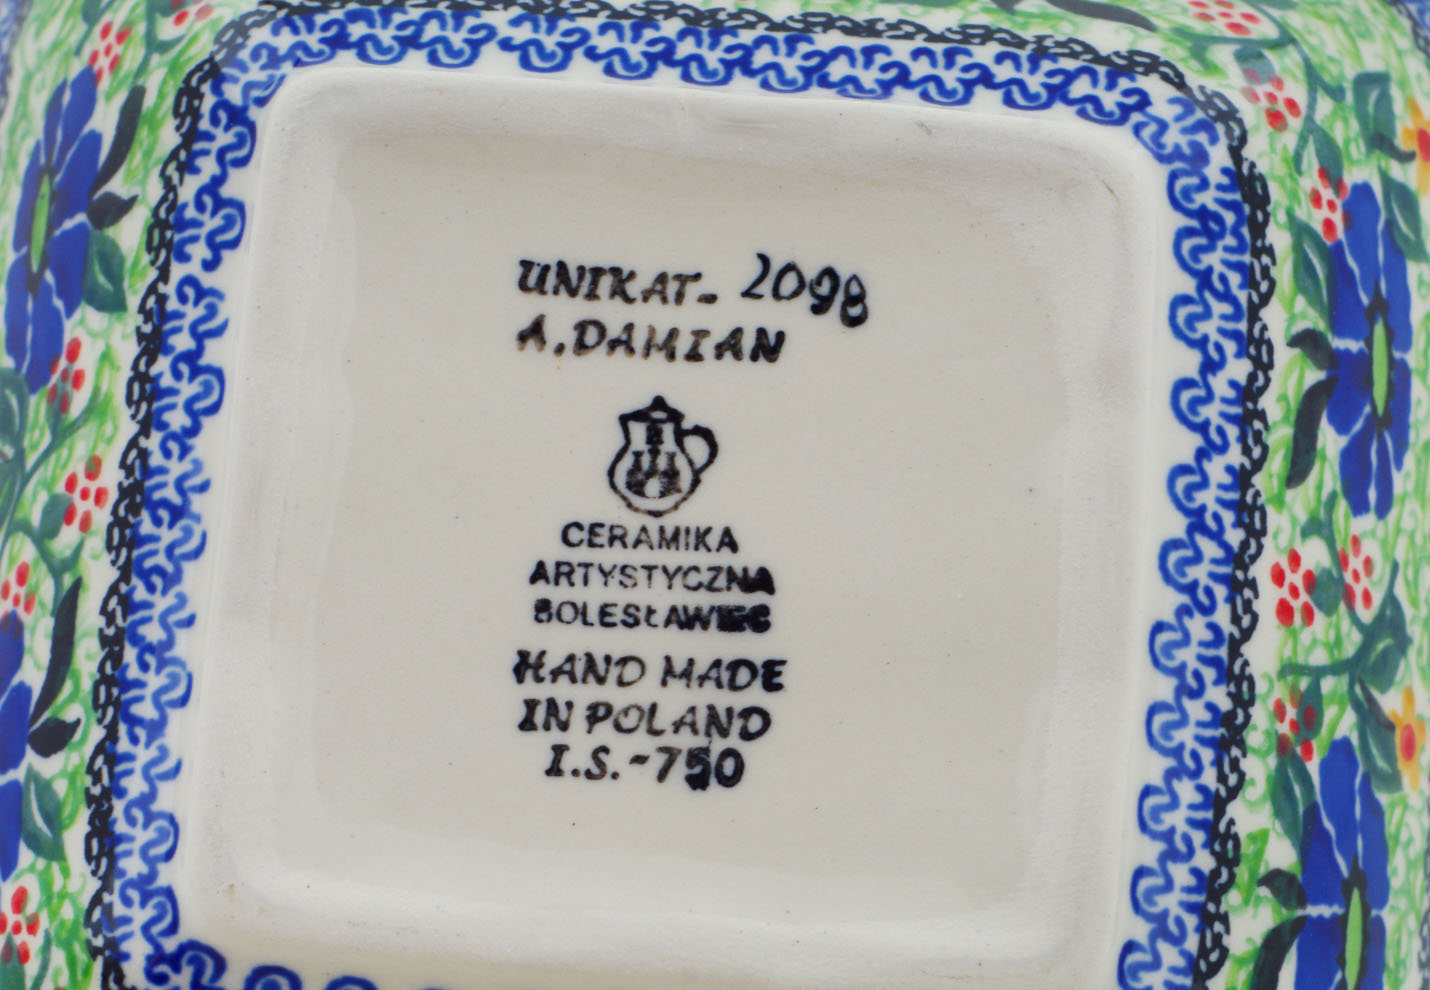 UNIKAT- 2098
A. DAMIAN
CERAMIKA
ARTYSTYCZNA
BOLESŁAWIEC
HAND MADE
IN POLAND
I.S.-750